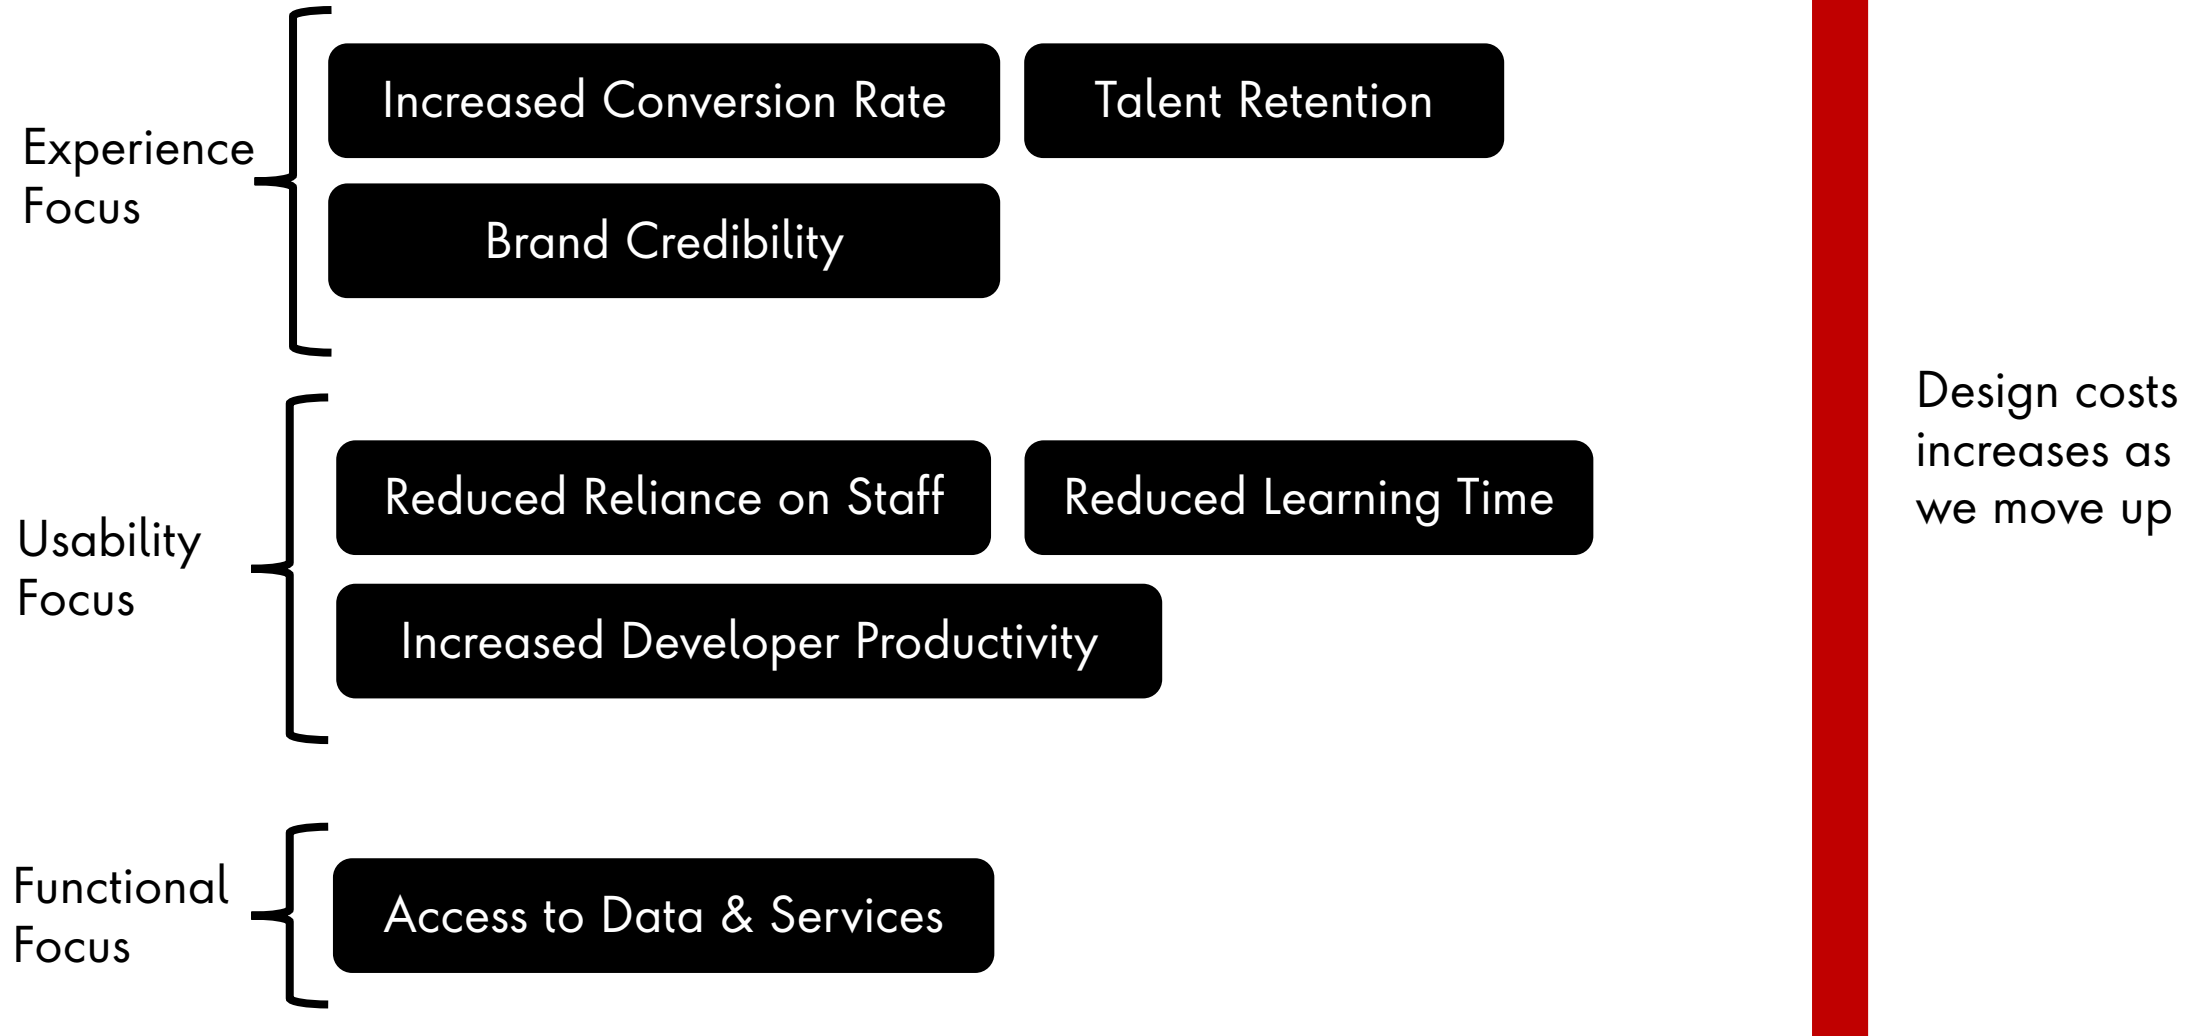 Experience
Focus
Increased Conversion Rate
Talent Retention
Brand Credibility
Usability
Focus
Reduced Reliance on Staff
Reduced Learning Time
Increased Developer Productivity
Functional
Focus
Access to Data & Services
Design costs
increases as
we move up